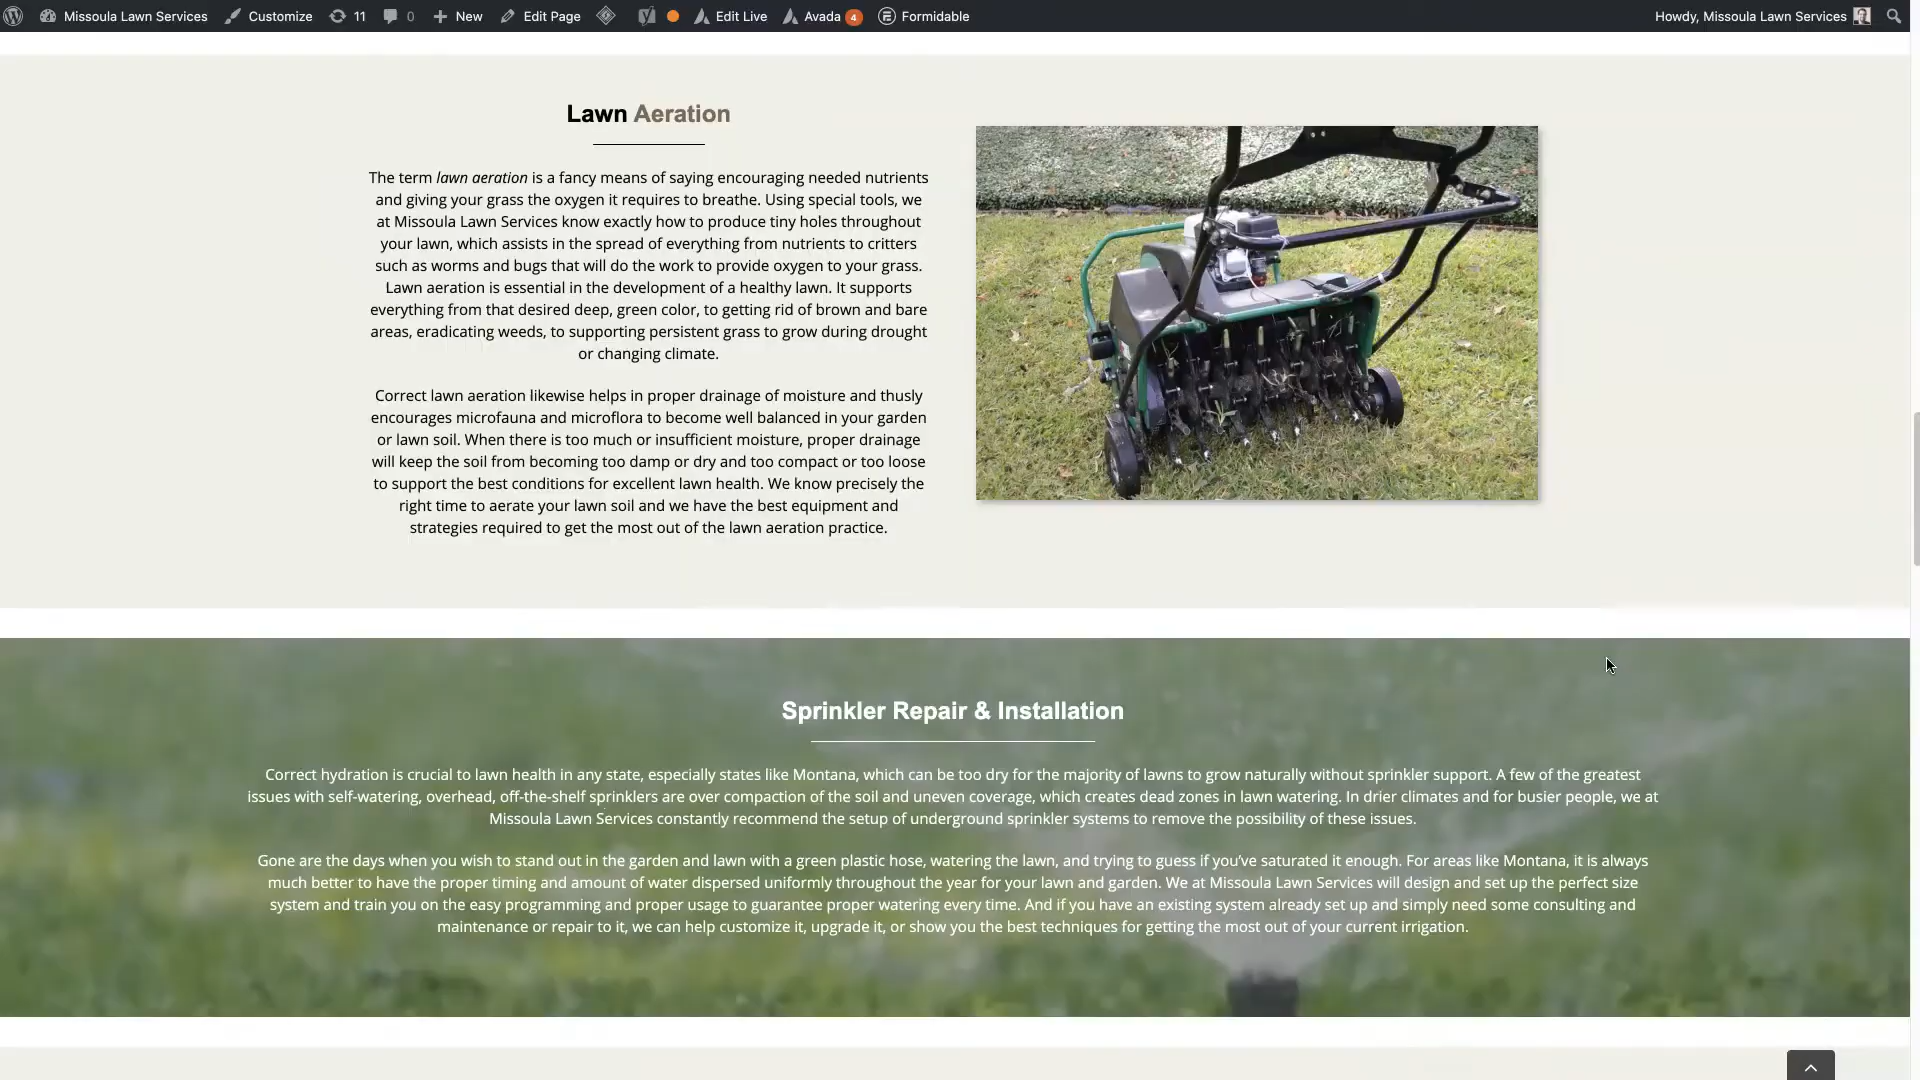 Missoula Lawn Services Customize 11 0 New Edit Page Edit Live Avada 4 Formidable Howdy, Missoula Lawn Services
Lawn Aeration
The term lawn aeration is a fancy means of saying encouraging needed nutrients
and giving your grass the oxygen it requires to breathe. Using special tools, we
at Missoula Lawn Services know exactly how to produce tiny holes throughout
your lawn, which assists in the spread of everything from nutrients to critters
such as worms and bugs that will do the work to provide oxygen to your grass.
Lawn aeration is essential in the development of a healthy lawn. It supports
everything from that desired deep, green color, to getting rid of brown and bare
areas, eradicating weeds, to supporting persistent grass to grow during drought
or changing climate.
Correct lawn aeration likewise helps in proper drainage of moisture and thusly
encourages microfauna and microflora to become well balanced in your garden
or lawn soil. When there is too much or insufficient moisture, proper drainage
will keep the soil from becoming too damp or dry and too compact or too loose
to support the best conditions for excellent lawn health. We know precisely the
right time to aerate your lawn soil and we have the best equipment and
strategies required to get the most out of the lawn aeration practice.
Sprinkler Repair & Installation
Correct hydration is crucial to lawn health in any state, especially states like Montana, which can be too dry for the majority of lawns to grow naturally without sprinkler support. A few of the greatest
issues with self-watering, overhead, off-the-shelf sprinklers are over compaction of the soil and uneven coverage, which creates dead zones in lawn watering. In drier climates and for busier people, we at
Missoula Lawn Services constantly recommend the setup of underground sprinkler systems to remove the possibility of these issues.
Gone are the days when you wish to stand out in the garden and lawn with a green plastic hose, watering the lawn, and trying to guess if you've saturated it enough. For areas like Montana, it is always
much better to have the proper timing and amount of water dispersed uniformly throughout the year for your lawn and garden. We at Missoula Lawn Services will design and set up the perfect size
system and train you on the easy programming and proper usage to guarantee proper watering every time. And if you have an existing system already set up and simply need some consulting and
maintenance or repair to it, we can help customize it, upgrade it, or show you the best techniques for getting the most out of your current irrigation.